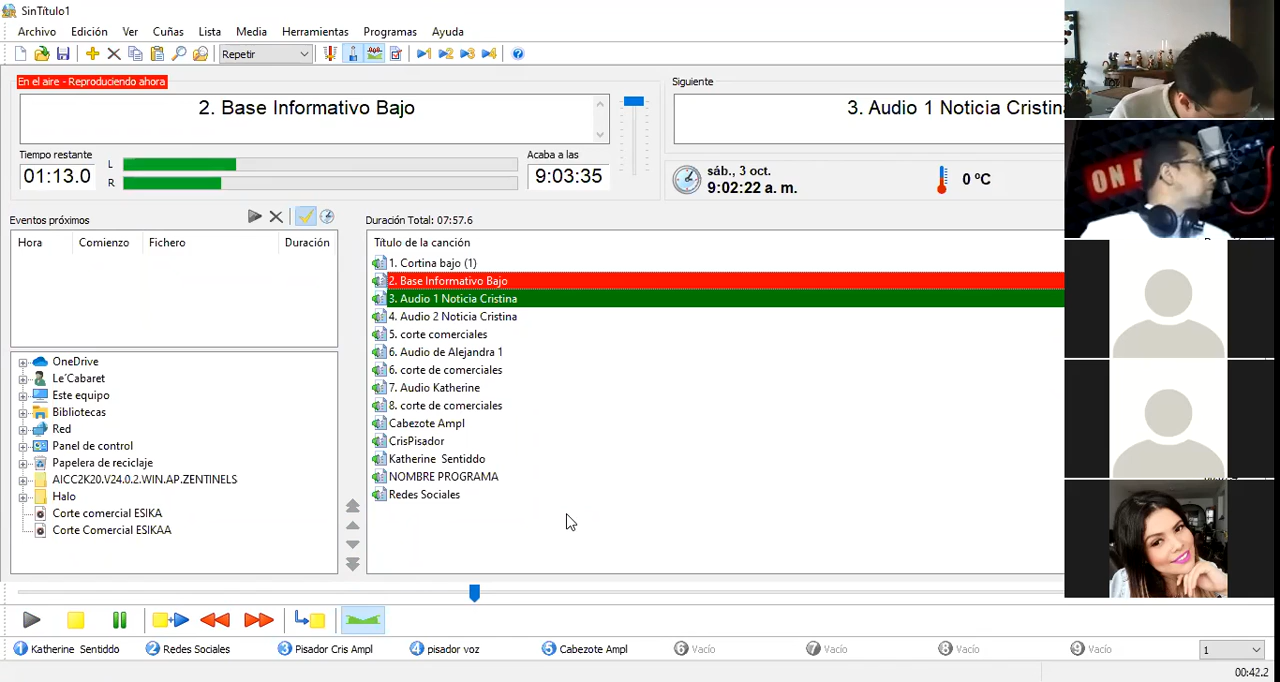 SinTítulo1
Archivo Edición Ver Cuñas Lista Media Herramientas Programas Ayuda
Repetir 1 2 3 4
En el aire - Reproduciendo ahora
2. Base Informativo Bajo
Siguiente
3. Audio 1 Noticia Cristina
Tiempo restante
01:13.0
L
R
Acaba a las
9:03:35
sáb., 3 oct.
9:02:22 a. m.
0 ºC
ON
Eventos próximos
Hora Comienzo Fichero Duración
Duración Total: 07:57.6
Título de la canción
1. Cortina bajo (1)
2. Base Informativo Bajo
3. Audio 1 Noticia Cristina
4. Audio 2 Noticia Cristina
5. corte comerciales
6. Audio de Alejandra 1
6. corte de comerciales
7. Audio Katherine
8. corte de comerciales
Cabezote Ampl
CrisPisador
Katherine Sentiddo
NOMBRE PROGRAMA
Redes Sociales
OneDrive
Le´Cabaret
Este equipo
Bibliotecas
Red
Panel de control
Papelera de reciclaje
AICC2K20.V24.0.2.WIN.AP.ZENTINELS
Halo
Corte comercial ESIKA
Corte Comercial ESIKAA
1 Katherine Sentiddo 2 Redes Sociales 3 Pisador Cris Ampl 4 pisador voz 5 Cabezote Ampl 6 Vacío 7 Vacío 8 Vacío 9 Vacío 1
00:42.2